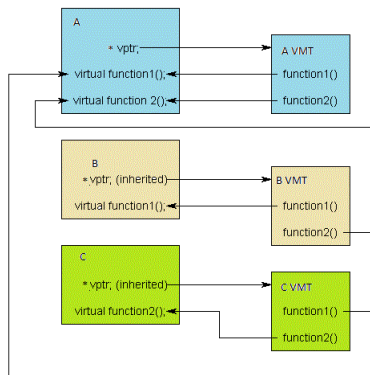 A
* vptr;
A VMT
virtual function1();
function1()
virtual function 2();
function2()
B
* vptr; (inherited)
B VMT
virtual function1();
function1()
function2()
C
* vptr; (inherited)
C VMT
virtual function2();
function1()
function2()